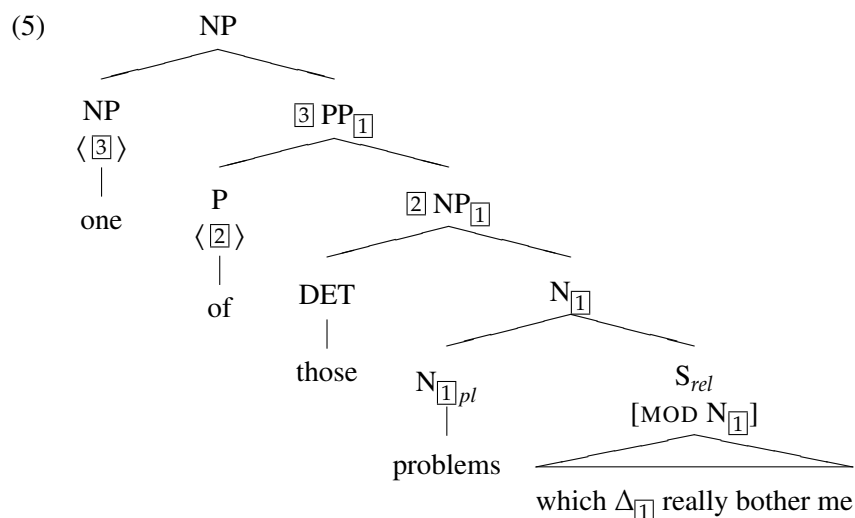 (5) NP
NP 3 PP1
⟨ 3 ⟩
one P 2 NP1
⟨ 2 ⟩
of DET N1
those N1pl Srel
[MOD N1]
problems
which Δ1 really bother me